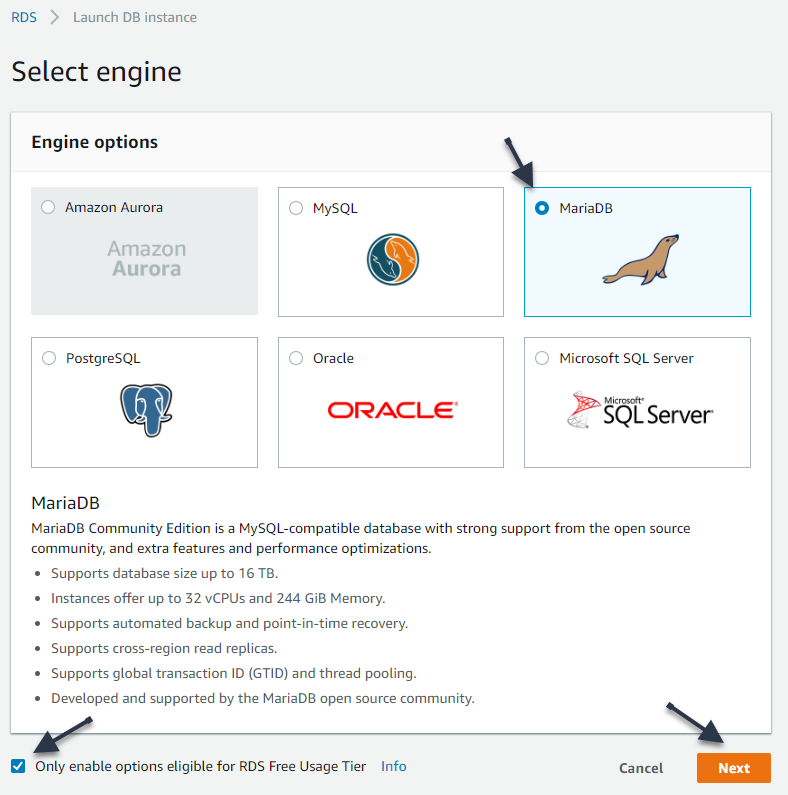 RDS > Launch DB instance
Select engine
Engine options
Amazon Aurora
Amazon
Aurora
MySQL
MariaDB
PostgreSQL
Oracle
ORACLE®
Microsoft SQL Server
Microsoft®
SQL Server®
MariaDB
MariaDB Community Edition is a MySQL-compatible database with strong support from the open source
community, and extra features and performance optimizations.
• Supports database size up to 16 TB.
• Instances offer up to 32 vCPUs and 244 GiB Memory.
• Supports automated backup and point-in-time recovery.
• Supports cross-region read replicas.
• Supports global transaction ID (GTID) and thread pooling.
• Developed and supported by the MariaDB open source community.
Only enable options eligible for RDS Free Usage Tier Info
Cancel Next